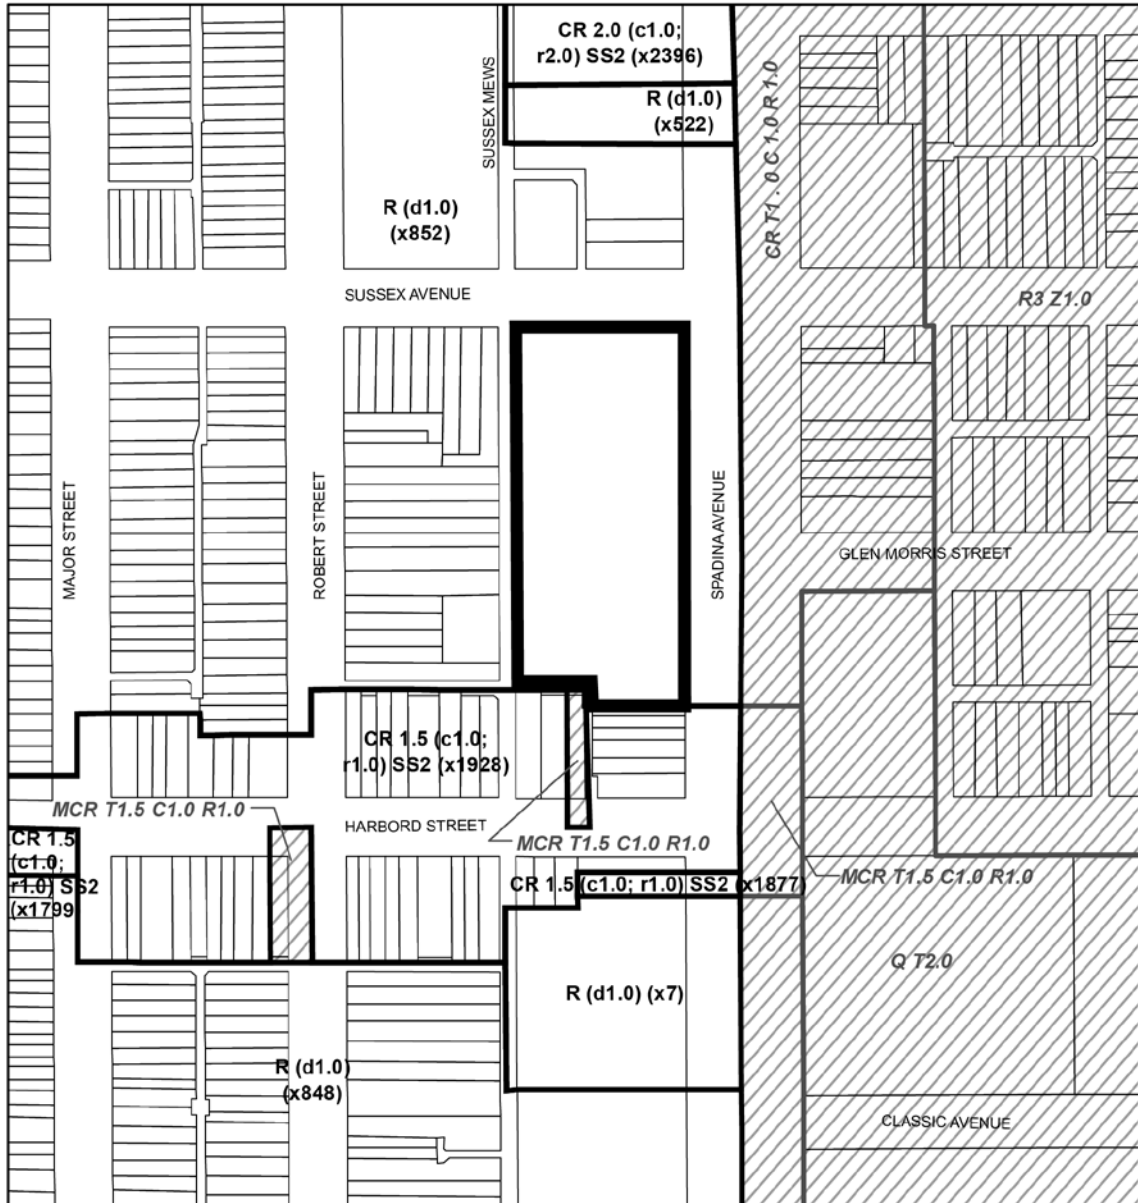 CR 2.0 (c1.0;
r2.0) SS2 (x2396)
SUSSEX MEWS
R (d1.0)
(x522)
CR T1 . 0 C 1.0 R 1.0
R (d1.0)
(x852)
SUSSEX AVENUE
R3 Z1.0
MAJOR STREET
ROBERT STREET
SPADINA AVENUE
GLEN MORRIS STREET
CR 1.5 (c1.0;
r1.0) SS2 (x1928)
MCR T1.5 C1.0 R1.0
HARBORD STREET
MCR T1.5 C1.0 R1.0
CR 1.5
(c1.0;
r1.0) SS2
(x1799
CR 1.5 (c1.0; r1.0) SS2 (x1877)
MCR T1.5 C1.0 R1.0
Q T2.0
R (d1.0) (x7)
R (d1.0)
(x848)
CLASSIC AVENUE